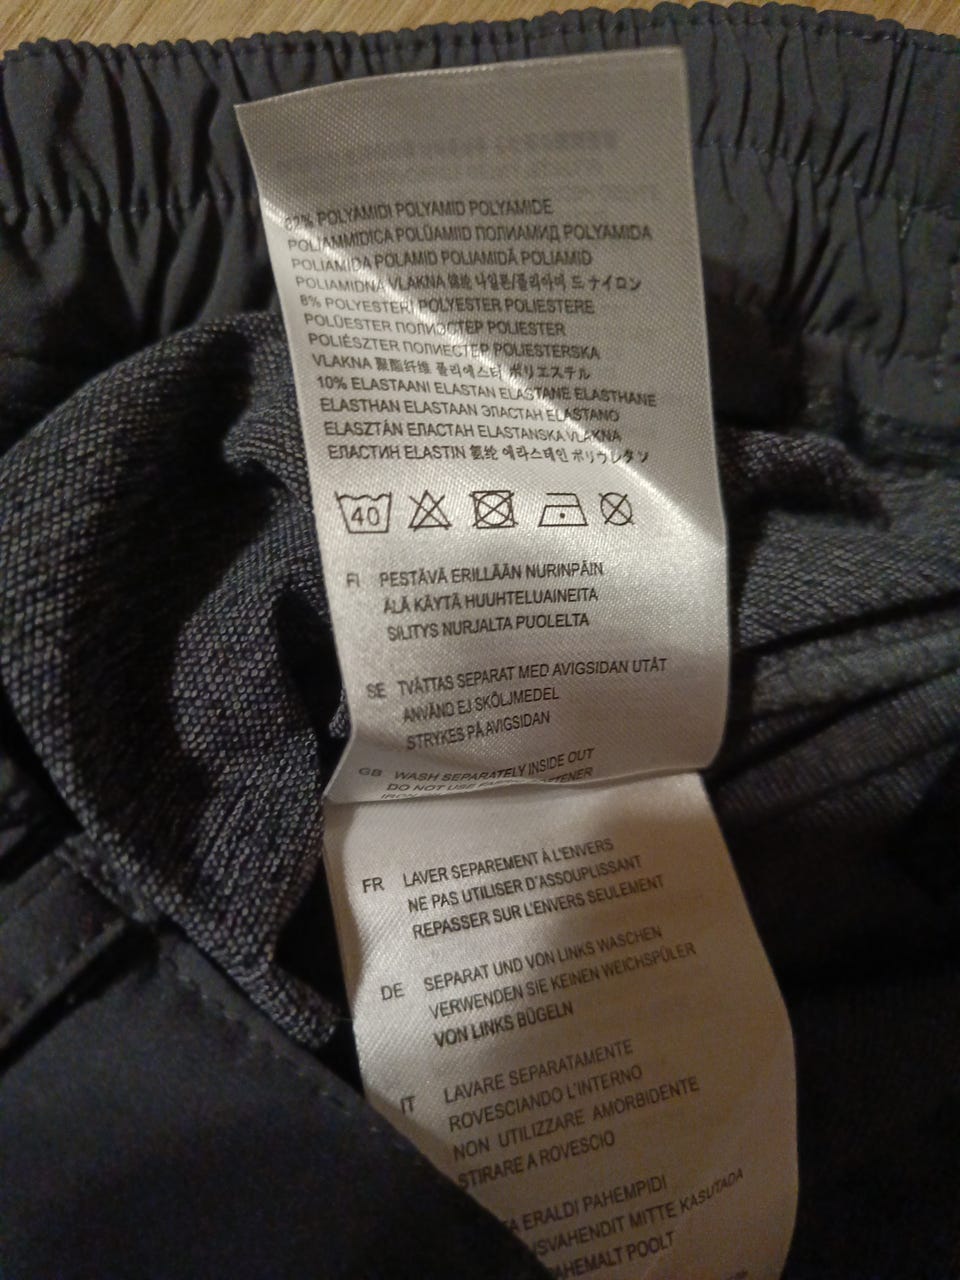 82% POLYAMIDI POLYAMID POLYAMIDE
POLIAMMIDICA POLÜAMIID ПОЛИАМИД POLYAMIDA
POLIAMIDA POLAMID POLIAMIDĂ POLIAMID
POLIAMIDNA VLAKNA 锦纶 나일론/폴리아미드 ナイロン
8% POLYESTERI POLYESTER POLIESTERE
POLÜESTER ПОЛИЭСТЕР POLIESTER
POLIÉSZTER ПОЛИЕСТЕР POLIESTERSKA
VLAKNA 聚酯纤维 폴리에스터 ポリエステル
10% ELASTAANI ELASTAN ELASTANE ELASTHANE
ELASTHAN ELASTAAN ЭЛАСТАН ELASTANO
ELASZTÁN ЕЛАСТАН ELASTANSKA VLAKNA
ЕЛАСТИН ELASTIN 氨纶 에라스테인 ポリウレタン
40
FI PESTÄVÄ ERILLÄÄN NURINPÄIN
ÄLÄ KÄYTÄ HUUHTELUAINEITA
SILITYS NURJALTA PUOLELTA
SE TVÄTTAS SEPARAT MED AVIGSIDAN UTÅT
ANVÄND EJ SKÖLJMEDEL
STRYKES PÅ AVIGSIDAN
GB WASH SEPARATELY INSIDE OUT
DO NOT USE
FR LAVER SEPAREMENT À L'ENVERS
NE PAS UTILISER D'ASSOUPLISSANT
REPASSER SUR L'ENVERS SEULEMENT
DE SEPARAT UND VON LINKS WASCHEN
VERWENDEN SIE KEINEN WEICHSPÜLER
VON LINKS BÜGELN
IT LAVARE SEPARATAMENTE
ROVESCIANDO L'INTERNO
NON UTILIZZARE AMORBIDENTE
STIRARE A ROVESCIO
ERALDI PAHEMPIDI
MITTE KASUTADA
POOLT